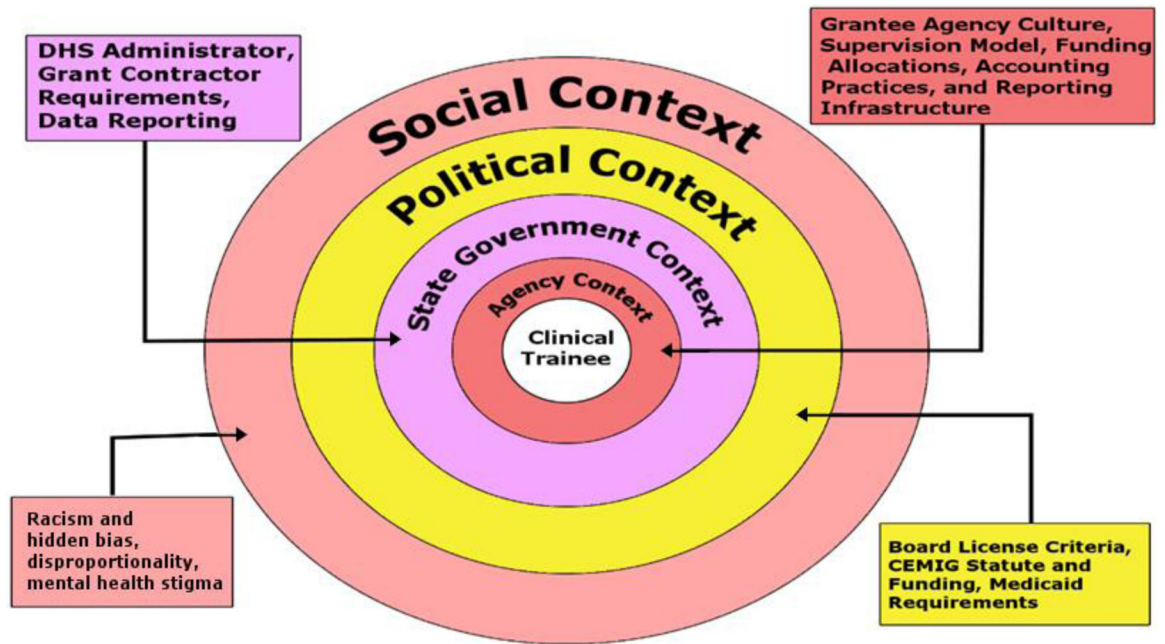 DHS Administrator,
Grant Contractor
Requirements,
Data Reporting
Grantee Agency Culture,
Supervision Model, Funding
Allocations, Accounting
Practices, and Reporting
Infrastructure
Social Context
Political Context
State Government Context
Agency Context
Clinical
Trainee
Racism and
hidden bias,
disproportionality,
mental health stigma
Board License Criteria,
CEMIG Statute and
Funding, Medicaid
Requirements